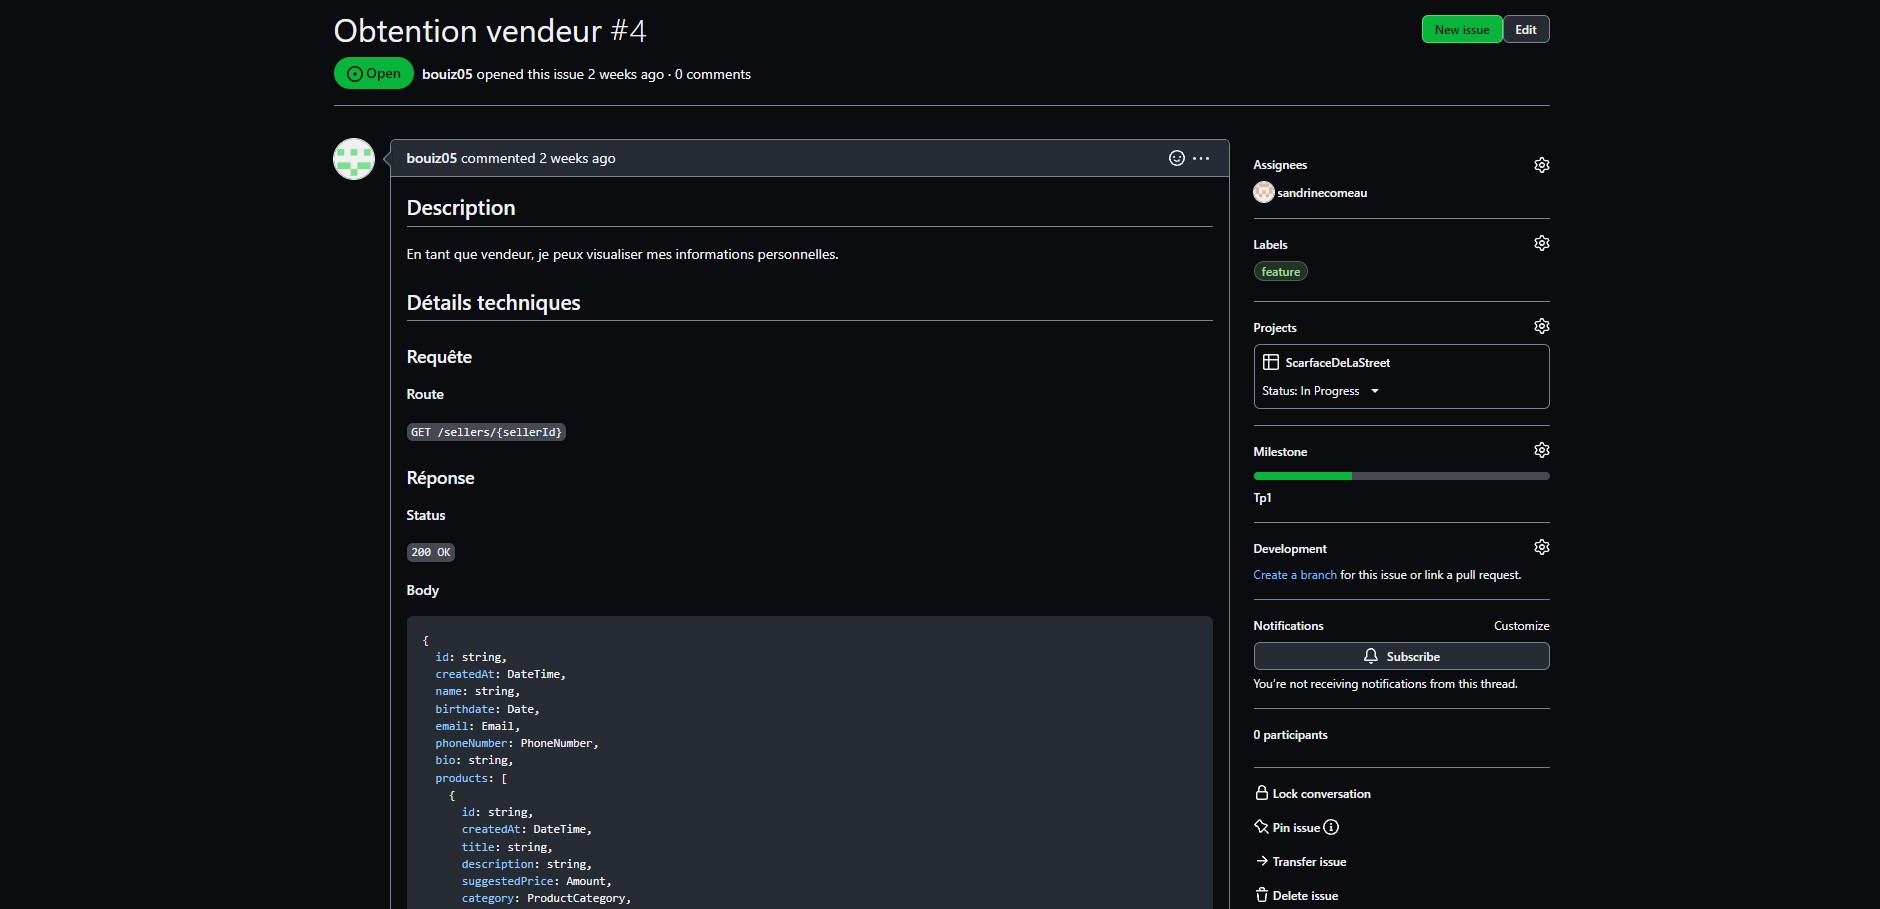 Obtention vendeur #4
New issue
Edit
Open
bouiz05 opened this issue 2 weeks ago · 0 comments
bouiz05 commented 2 weeks ago
Description
En tant que vendeur, je peux visualiser mes informations personnelles.
Détails techniques
Requête
Route
GET /sellers/{sellerId}
Réponse
Status
200 OK
Body
{
id: string,
createdAt: DateTime,
name: string,
birthdate: Date,
email: Email,
phoneNumber: PhoneNumber,
bio: string,
products: [
{
id: string,
createdAt: DateTime,
title: string,
description: string,
suggestedPrice: Amount,
category: ProductCategory,
Assignees
sandrinecomeau
Labels
feature
Projects
ScarfaceDeLaStreet
Status: In Progress
Milestone
Tp1
Development
Create a branch for this issue or link a pull request.
Notifications
Customize
Subscribe
You're not receiving notifications from this thread.
0 participants
Lock conversation
Pin issue
Transfer issue
Delete issue